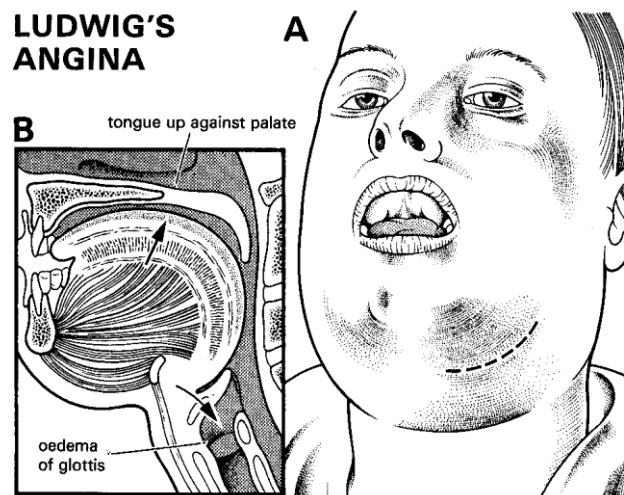 LUDWIG'S
ANGINA
A
B
tongue up against palate
oedema
of glottis